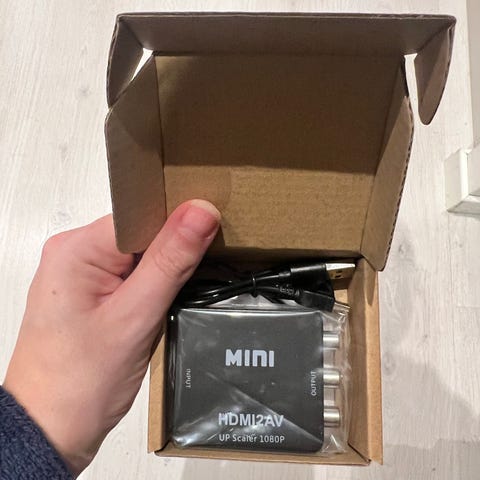 MINI
INPUT
OUTPUT
HDMI2AV
UP Scaler 1080P